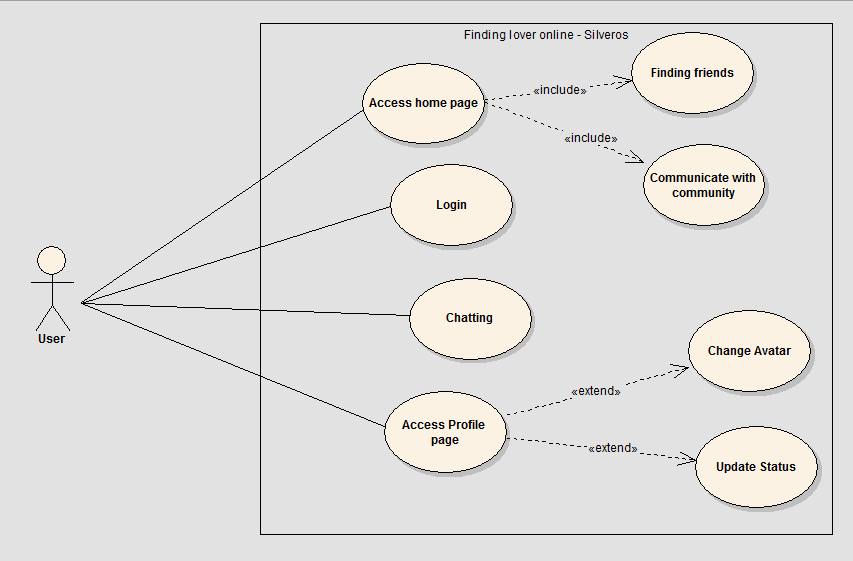 Finding lover online - Silveros
Finding friends
Access home page
«include»
«include»
Communicate with
community
Login
User
Chatting
Change Avatar
Access Profile
page
«extend»
«extend»
Update Status